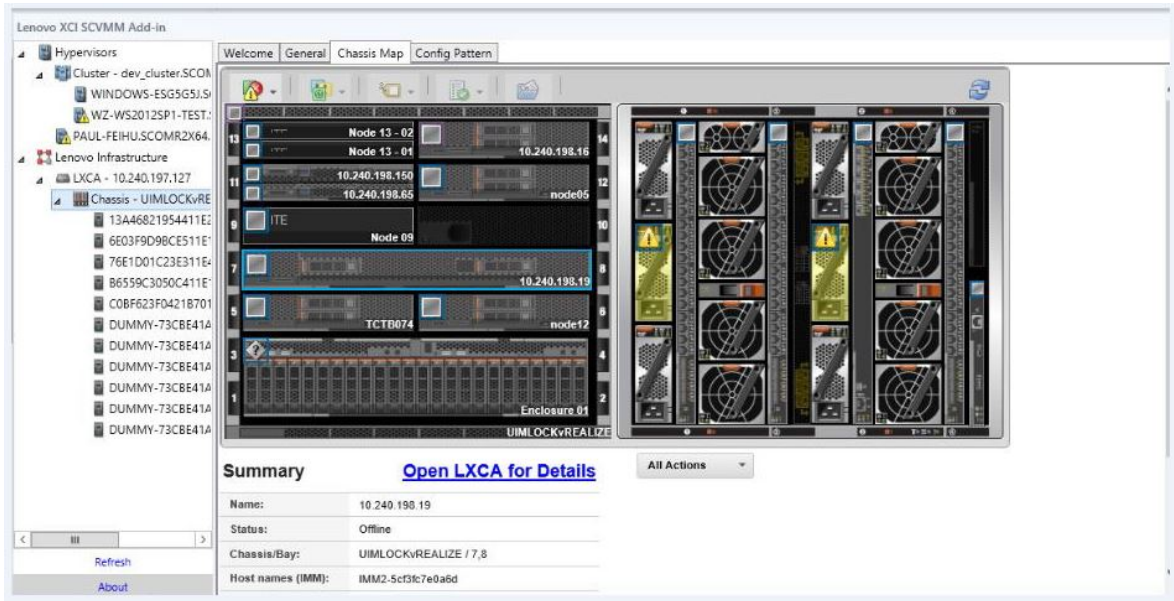 Lenovo XCI SCVMM Add-in
Hypervisors
Cluster - dev_cluster.SCOM
WINDOWS-ESG5G5J.S
WZ-WS2012SP1-TEST.
PAUL-FEIHU.SCOMR2X64.
Lenovo Infrastructure
LXCA - 10.240.197.127
Chassis - UIMLOCKvRE
13A46821954411E2
6E03F9D9BCE511E
76E1D01C23E311E4
B6559C3050C411E
C0BF623F0421B701
DUMMY-73CBE41A
DUMMY-73CBE41A
DUMMY-73CBE41A
DUMMY-73CBE41A
DUMMY-73CBE41A
Refresh
About
Welcome General Chassis Map Config Pattern
13 Node 13 - 02 14
Node 13 - 01 10.240.198.16
11 10.240.198.150 12
10.240.198.65 node05
9 ITE 10
Node 09
7 8
10.240.198.19
5 6
TCTB074 node12
3 4
1 2
Enclosure 01
UIMLOCKvREALIZE
Summary Open LXCA for Details All Actions
Name: 10.240.198.19
Status: Offline
Chassis/Bay: UIMLOCKvREALIZE / 7,8
Host names (IMM): IMM2-5cf3fc7e0a6d